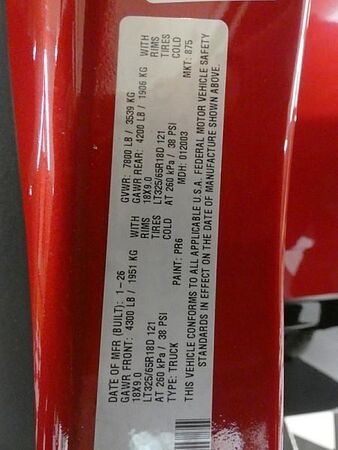 DATE OF MFR (BUILT): 1-26 GVWR: 7800 LB / 3539 KG
GAWR FRONT: 4300 LB / 1951 KG WITH GAWR REAR: 4200 LB / 1906 KG WITH
18X9.0 RIMS 18X9.0 RIMS
LT325/65R18D 121 TIRES LT325/65R18D 121 TIRES
AT 260 kPa / 38 PSI COLD AT 260 kPa / 38 PSI COLD
TYPE: TRUCK PAINT: PR6 MDH: 012003 MKT: 875
THIS VEHICLE CONFORMS TO ALL APPLICABLE U.S.A. FEDERAL MOTOR VEHICLE SAFETY
STANDARDS IN EFFECT ON THE DATE OF MANUFACTURE SHOWN ABOVE.